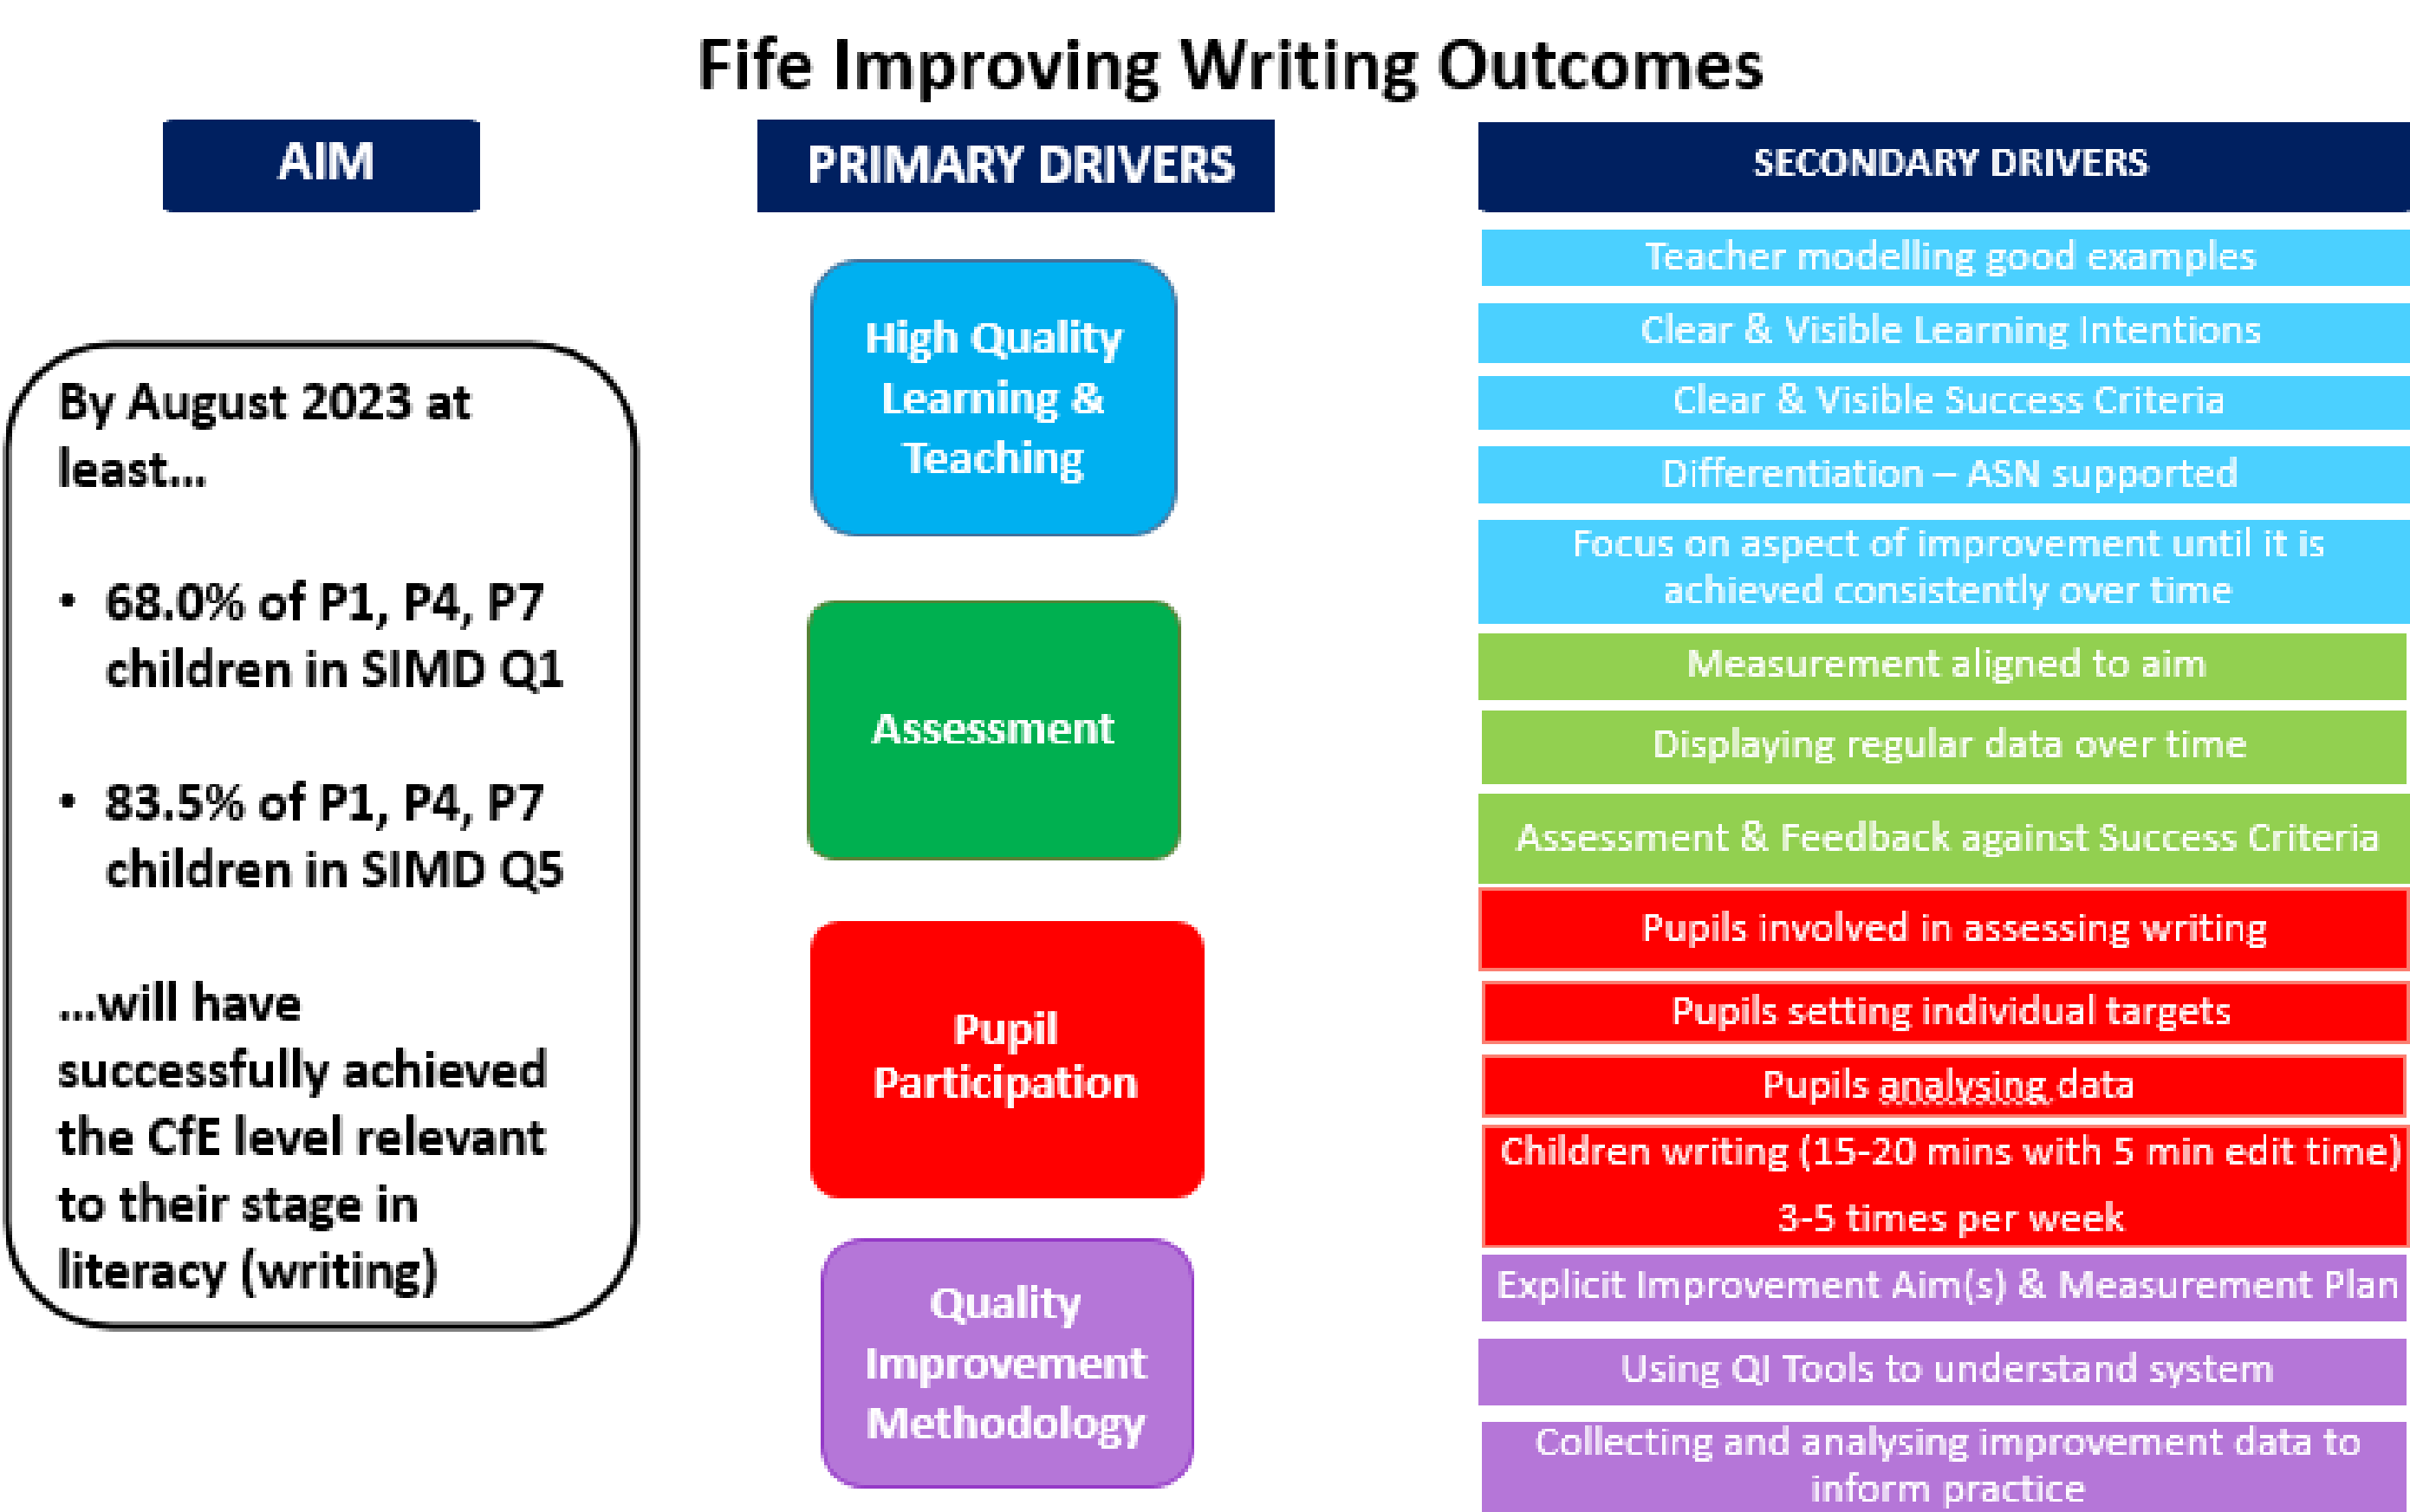 Fife Improving Writing Outcomes
AIM
By August 2023 at
least...
• 68.0% of P1, P4, P7
children in SIMD Q1
• 83.5% of P1, P4, P7
children in SIMD Q5
...will have
successfully achieved
the CfE level relevant
to their stage in
literacy (writing)
PRIMARY DRIVERS
High Quality
Learning &
Teaching
Assessment
Pupil
Participation
Quality
Improvement
Methodology
SECONDARY DRIVERS
Teacher modelling good examples
Clear & Visible Learning Intentions
Clear & Visible Success Criteria
Differentiation – ASN supported
Focus on aspect of improvement until it is
achieved consistently over time
Measurement aligned to aim
Displaying regular data over time
Assessment & Feedback against Success Criteria
Pupils involved in assessing writing
Pupils setting individual targets
Pupils analysing data
Children writing (15-20 mins with 5 min edit time)
3-5 times per week
Explicit Improvement Aim(s) & Measurement Plan
Using QI Tools to understand system
Collecting and analysing improvement data to
inform practice